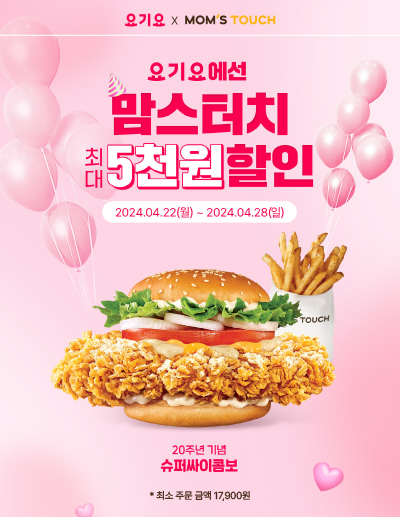 요기요 X MOM'S TOUCH
요기요에선
맘스터치
최대 5천원 할인
2024.04.22(월) ~ 2024.04.28(일)
TOUCH
20주년 기념
슈퍼싸이콤보
* 최소 주문 금액 17,900원